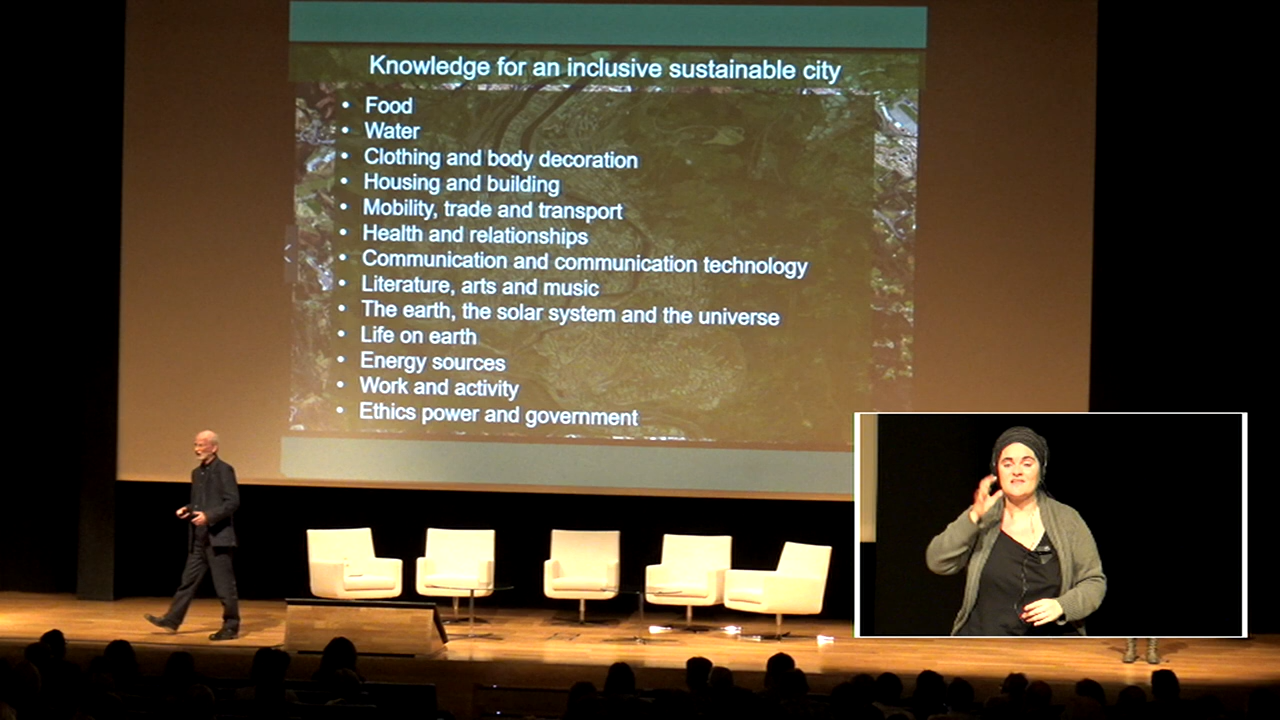 Knowledge for an inclusive sustainable city
• Food
• Water
• Clothing and body decoration
• Housing and building
• Mobility, trade and transport
• Health and relationships
• Communication and communication technology
• Literature, arts and music
• The earth, the solar system and the universe
• Life on earth
• Energy sources
• Work and activity
• Ethics power and government